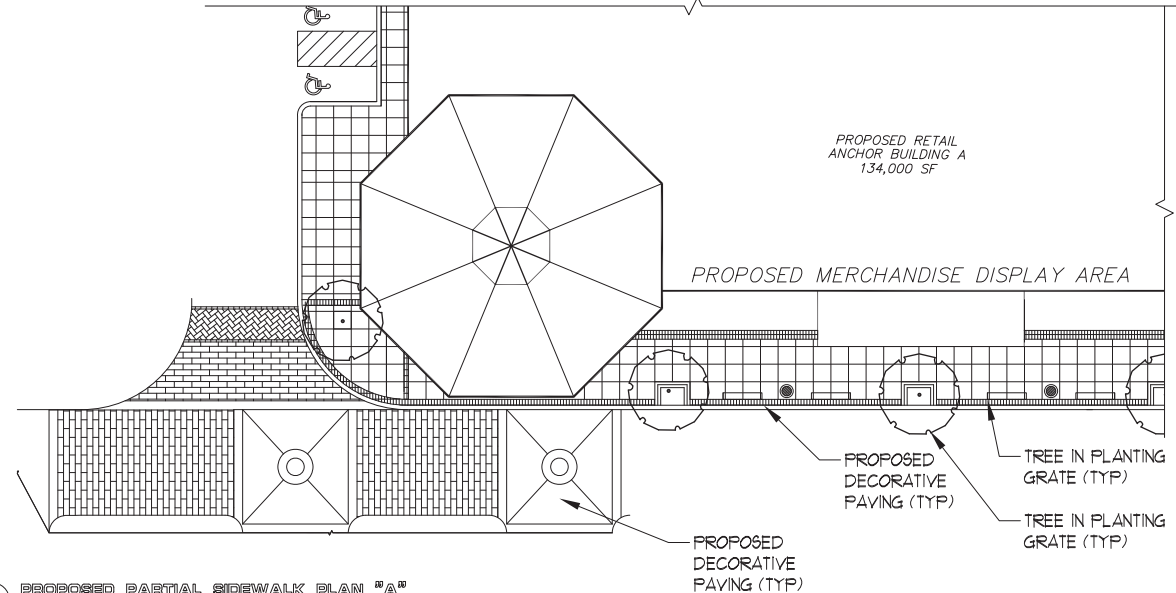 PROPOSED RETAIL
ANCHOR BUILDING A
134,000 SF
PROPOSED MERCHANDISE DISPLAY AREA
PROPOSED
DECORATIVE
PAVING (TYP)
TREE IN PLANTING
GRATE (TYP)
TREE IN PLANTING
GRATE (TYP)
PROPOSED
DECORATIVE
PAVING (TYP)
PROPOSED PARTIAL SIDEWALK PLAN "A"